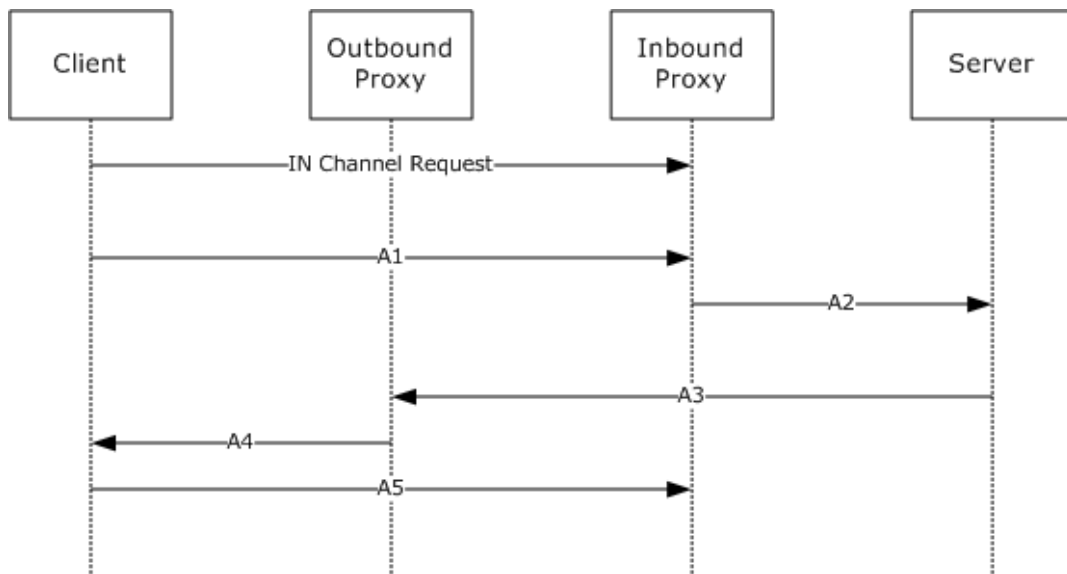 Client
Outbound
Proxy
Inbound
Proxy
Server
IN Channel Request
A1
A2
A3
A4
A5